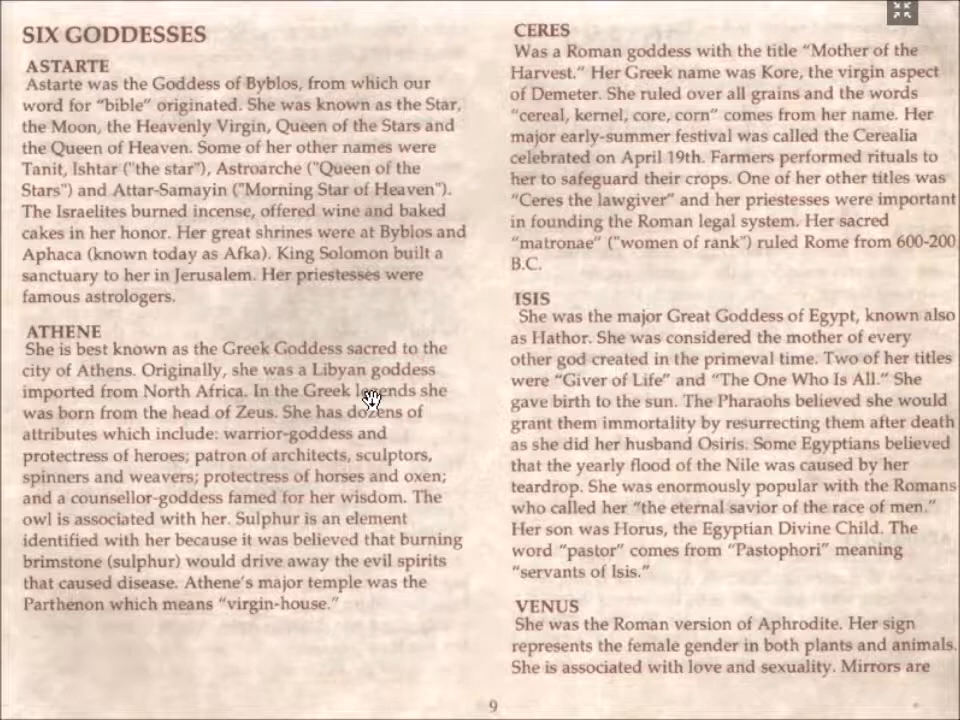 SIX GODDESSES
ASTARTE
Astarte was the Goddess of Byblos, from which our
word for "bible" originated. She was known as the Star,
the Moon, the Heavenly Virgin, Queen of the Stars and
the Queen of Heaven. Some of her other names were
Tanit, Ishtar ("the star"), Astroarche ("Queen of the
Stars") and Attar-Samayin ("Morning Star of Heaven").
The Israelites burned incense, offered wine and baked
cakes in her honor. Her great shrines were at Byblos and
Aphaca (known today as Afka). King Solomon built a
sanctuary to her in Jerusalem. Her priestesses were
famous astrologers.
ATHENE
She is best known as the Greek Goddess sacred to the
city of Athens. Originally, she was a Libyan goddess
imported from North Africa. In the Greek legends she
was born from the head of Zeus. She has dozens of
attributes which include: warrior-goddess and
protectress of heroes; patron of architects, sculptors,
spinners and weavers; protectress of horses and oxen;
and a counsellor-goddess famed for her wisdom. The
owl is associated with her. Sulphur is an element
identified with her because it was believed that burning
brimstone (sulphur) would drive away the evil spirits
that caused disease. Athene's major temple was the
Parthenon which means "virgin-house."
CERES
Was a Roman goddess with the title "Mother of the
Harvest." Her Greek name was Kore, the virgin aspect
of Demeter. She ruled over all grains and the words
"cereal, kernel, core, corn" comes from her name. Her
major early-summer festival was called the Cerealia
celebrated on April 19th. Farmers performed rituals to
her to safeguard their crops. One of her other titles was
"Ceres the lawgiver" and her priestesses were important
in founding the Roman legal system. Her sacred
"matronae" ("women of rank") ruled Rome from 600-200
B.C.
ISIS
She was the major Great Goddess of Egypt, known also
as Hathor. She was considered the mother of every
other god created in the primeval time. Two of her titles
were "Giver of Life" and "The One Who Is All." She
gave birth to the sun. The Pharaohs believed she would
grant them immortality by resurrecting them after death
as she did her husband Osiris. Some Egyptians believed
that the yearly flood of the Nile was caused by her
teardrop. She was enormously popular with the Romans
who called her "the eternal savior of the race of men."
Her son was Horus, the Egyptian Divine Child. The
word "pastor" comes from "Pastophori" meaning
"servants of Isis."
VENUS
She was the Roman version of Aphrodite. Her sign
represents the female gender in both plants and animals.
She is associated with love and sexuality. Mirrors are
9